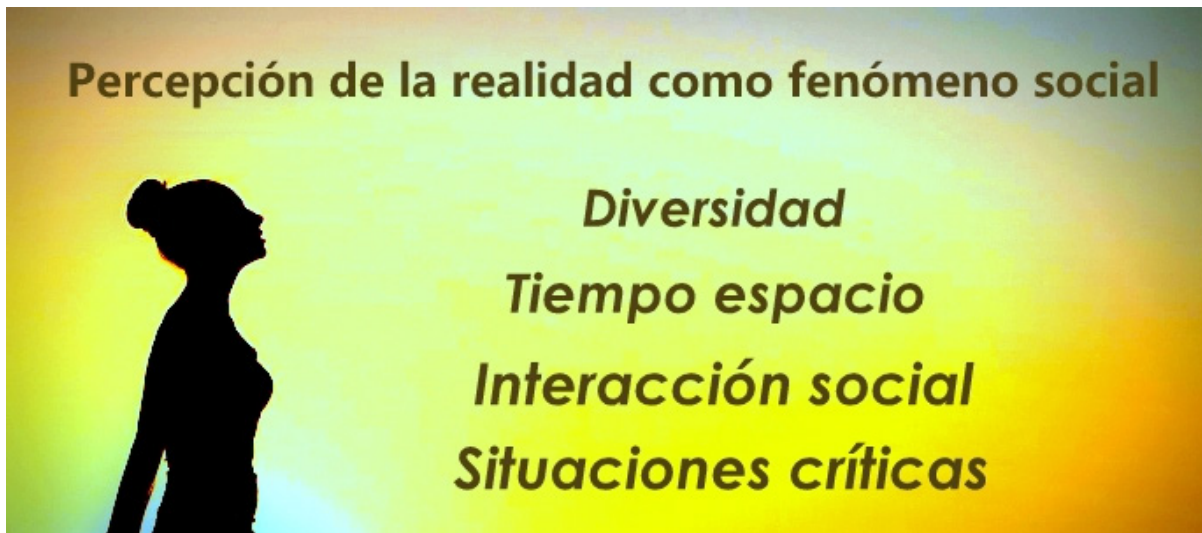 Percepción de la realidad como fenómeno social
Diversidad
Tiempo espacio
Interacción social
Situaciones críticas